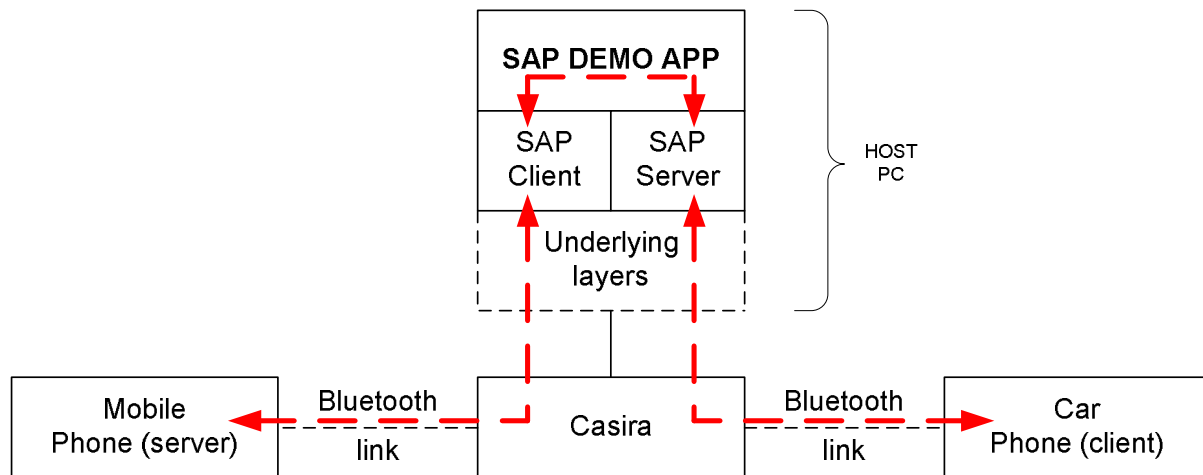 SAP DEMO APP
SAP
Client
SAP
Server
HOST
PC
Underlying
layers
Mobile
Phone (server)
Bluetooth
link
Casira
Bluetooth
link
Car
Phone (client)